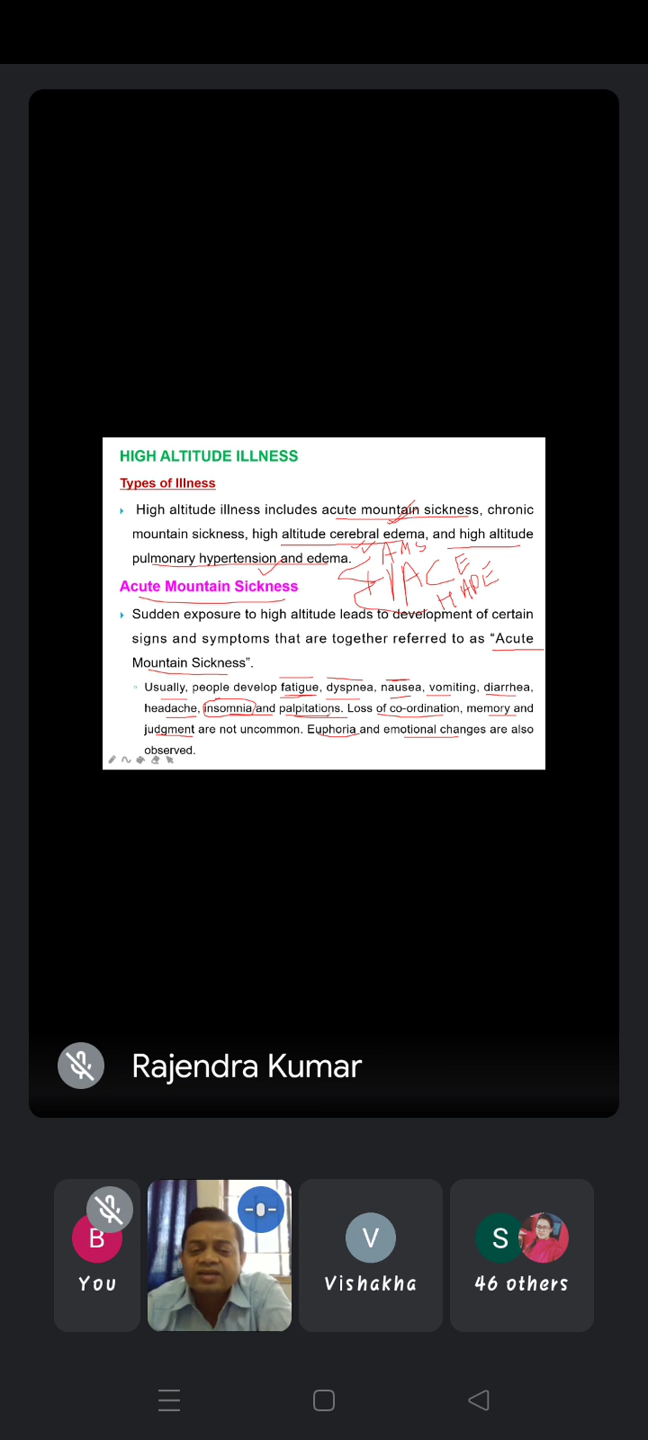 HIGH ALTITUDE ILLNESS
Types of Illness
High altitude illness includes acute mountain sickness, chronic
mountain sickness, high altitude cerebral edema, and high altitude
pulmonary hypertension and edema.
AMS
HACE
HAPE
Acute Mountain Sickness
Sudden exposure to high altitude leads to development of certain
signs and symptoms that are together referred to as “Acute
Mountain Sickness”.
Usually, people develop fatigue, dyspnea, nausea, vomiting, diarrhea,
headache, insomnia and palpitations. Loss of co-ordination, memory and
judgment are not uncommon. Euphoria and emotional changes are also
observed.
Rajendra Kumar
B
You
V
Vishakha
S
46 others